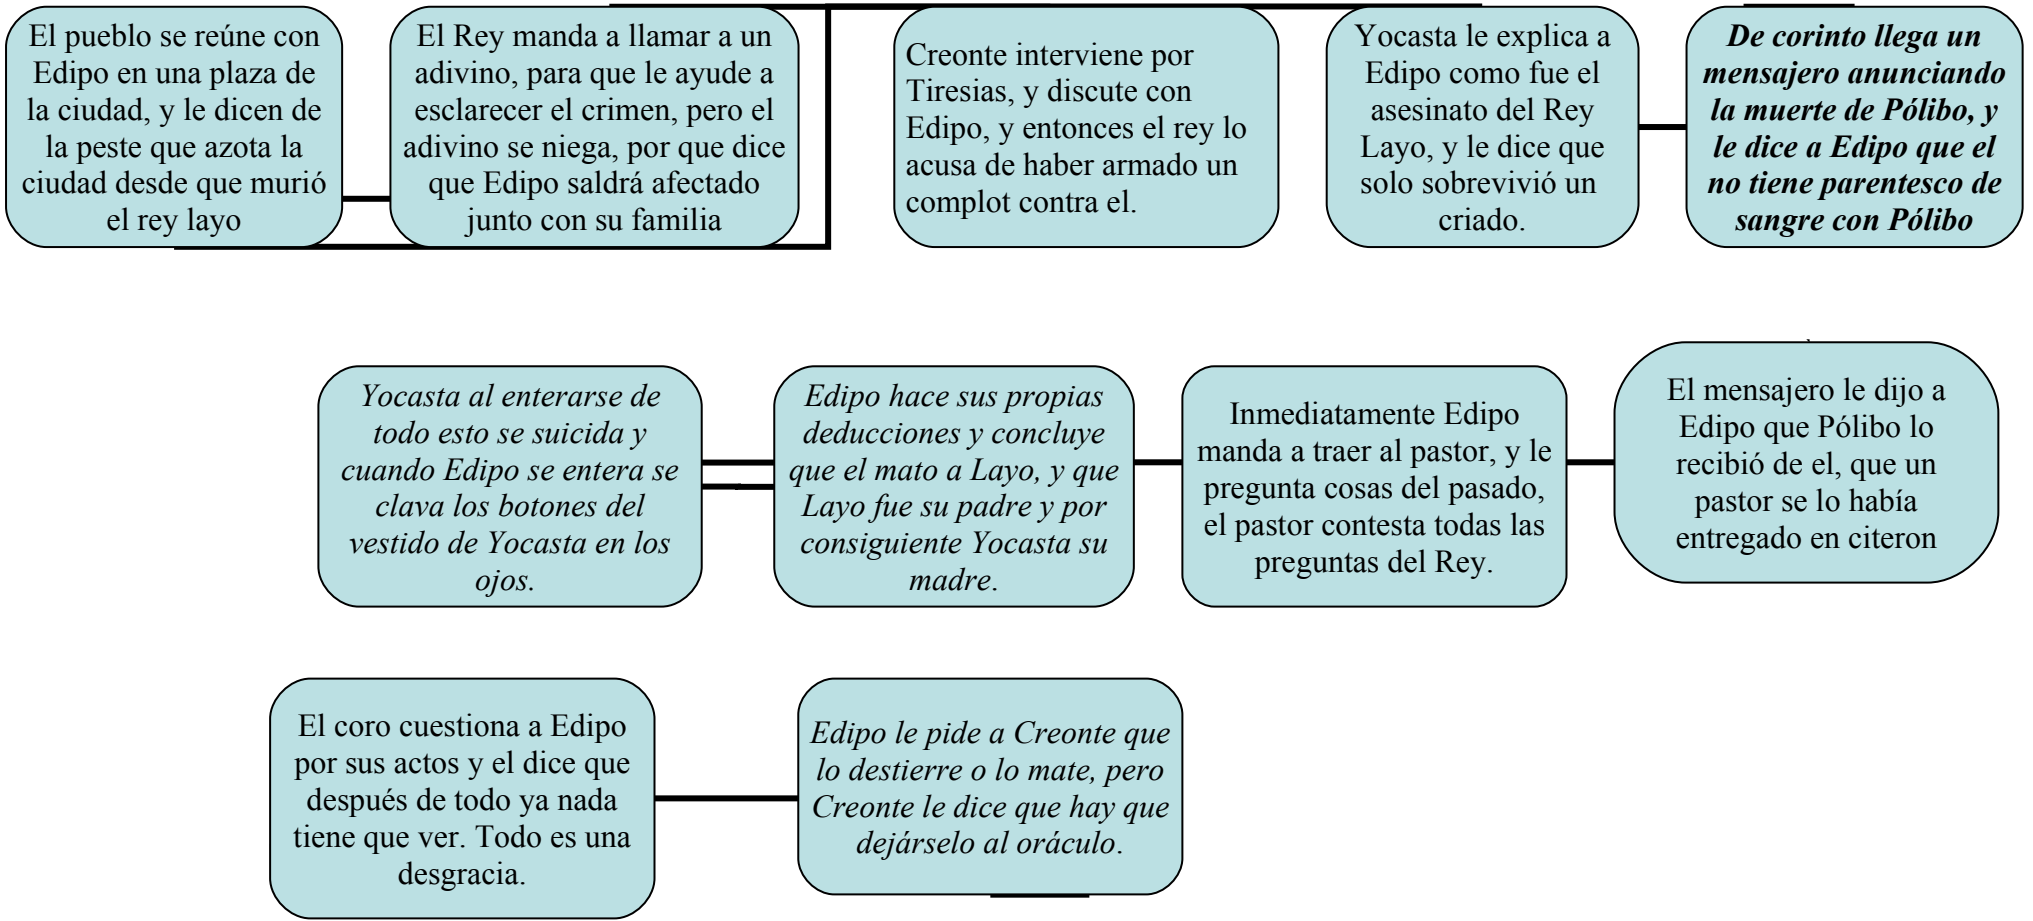 El pueblo se reúne con
Edipo en una plaza de
la ciudad, y le dicen de
la peste que azota la
ciudad desde que murió
el rey layo
El Rey manda a llamar a un
adivino, para que le ayude a
esclarecer el crimen, pero el
adivino se niega, por que dice
que Edipo saldrá afectado
junto con su familia
Creonte interviene por
Tiresias, y discute con
Edipo, y entonces el rey lo
acusa de haber armado un
complot contra el.
Yocasta le explica a
Edipo como fue el
asesinato del Rey
Layo, y le dice que
solo sobrevivió un
criado.
De corinto llega un
mensajero anunciando
la muerte de Pólibo, y
le dice a Edipo que el
no tiene parentesco de
sangre con Pólibo
Yocasta al enterarse de
todo esto se suicida y
cuando Edipo se entera se
clava los botones del
vestido de Yocasta en los
ojos.
Edipo hace sus propias
deducciones y concluye
que el mato a Layo, y que
Layo fue su padre y por
consiguiente Yocasta su
madre.
Inmediatamente Edipo
manda a traer al pastor, y le
pregunta cosas del pasado,
el pastor contesta todas las
preguntas del Rey.
El mensajero le dijo a
Edipo que Pólibo lo
recibió de el, que un
pastor se lo había
entregado en citeron
El coro cuestiona a Edipo
por sus actos y el dice que
después de todo ya nada
tiene que ver. Todo es una
desgracia.
Edipo le pide a Creonte que
lo destierre o lo mate, pero
Creonte le dice que hay que
dejárselo al oráculo.